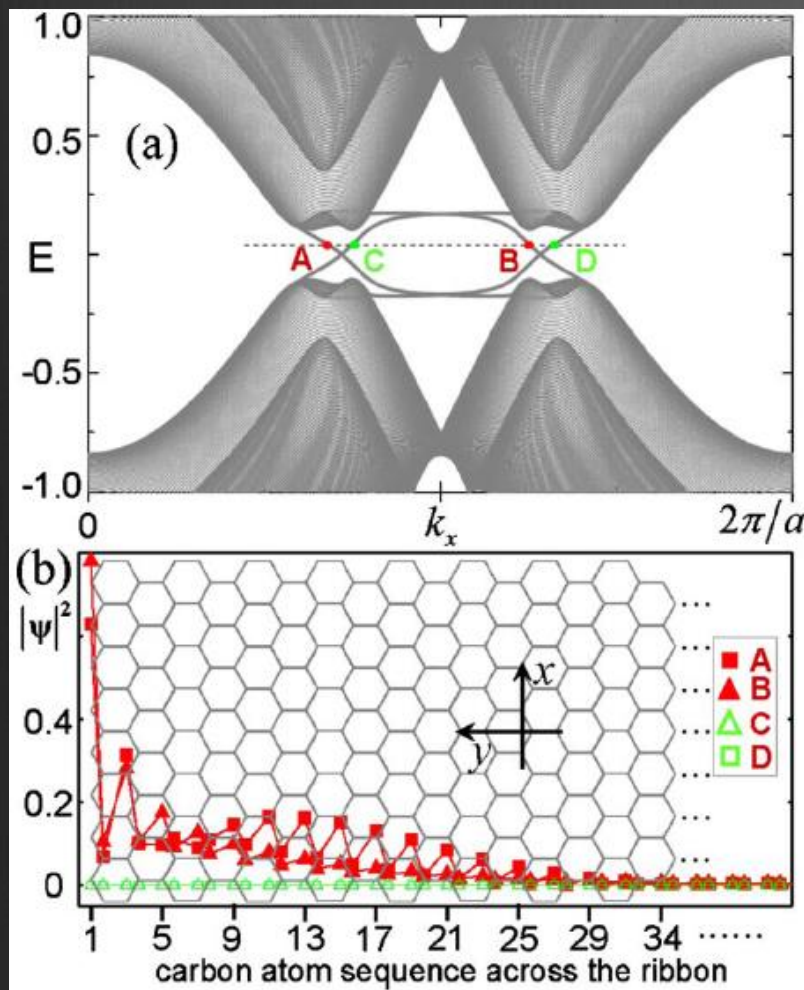 1.0
(a)
0.5
E
A
C
B
D
-0.5
-1.0
0
kₓ
2π/a
(b)
|ψ|²
0.4
0.2
0
x
y
......
......
......
......
......
A
B
C
D
1 5 9 13 17 21 25 29 34 ......
carbon atom sequence across the ribbon